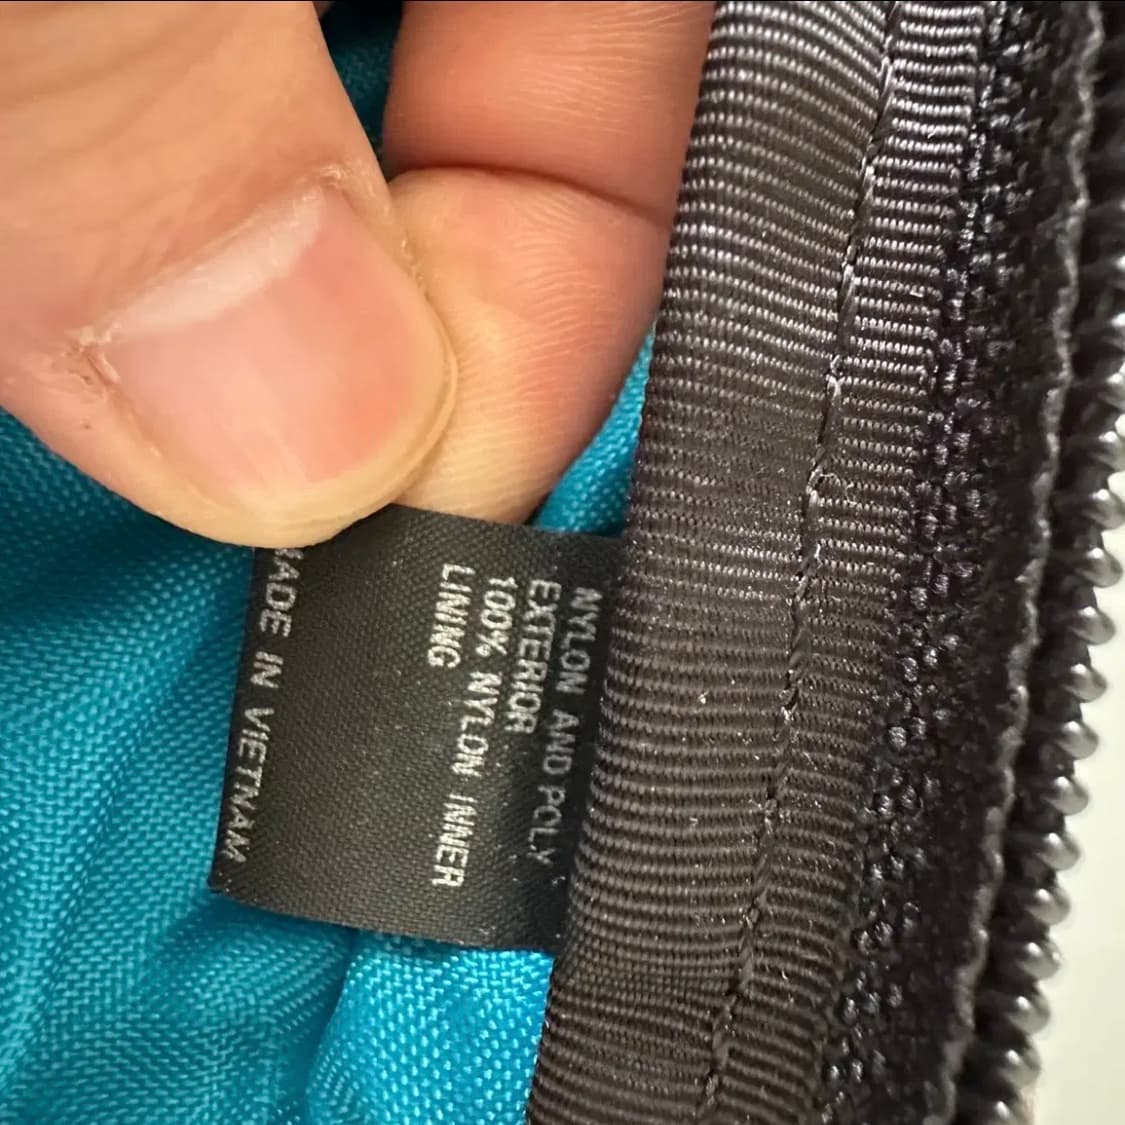 NYLON AND POLY
EXTERIOR
100% NYLON INNER
LINING
MADE IN VIETNAM